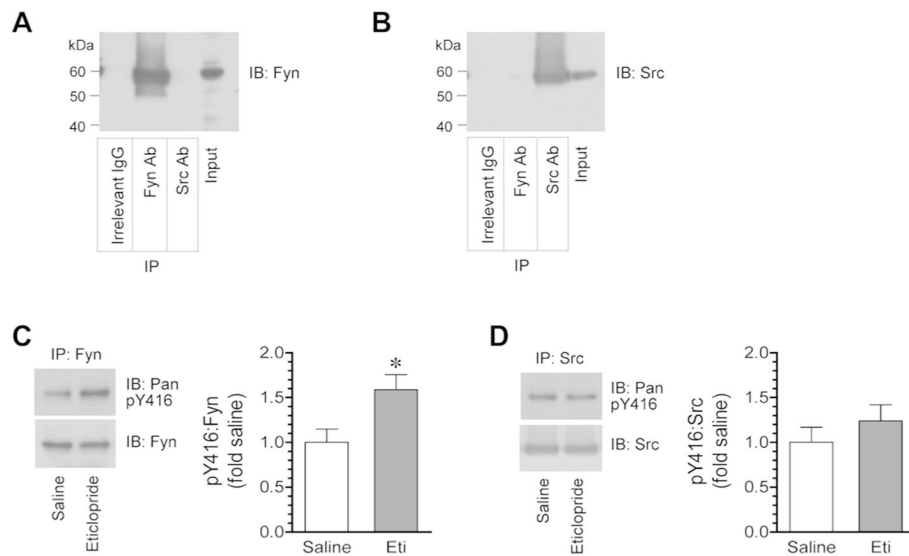 A
kDa
60
50
40
IB: Fyn
Irrelevant IgG
Fyn Ab
Src Ab
Input
IP
B
kDa
60
50
40
IB: Src
Irrelevant IgG
Fyn Ab
Src Ab
Input
IP
C
IP: Fyn
IB: Pan
pY416
IB: Fyn
Saline
Eticlopride
pY416:Fyn
(fold saline)
2.0
1.5
1.0
0.5
0.0
*
Saline
Eti
D
IP: Src
IB: Pan
pY416
IB: Src
Saline
Eticlopride
pY416:Src
(fold saline)
2.0
1.5
1.0
0.5
0.0
Saline
Eti